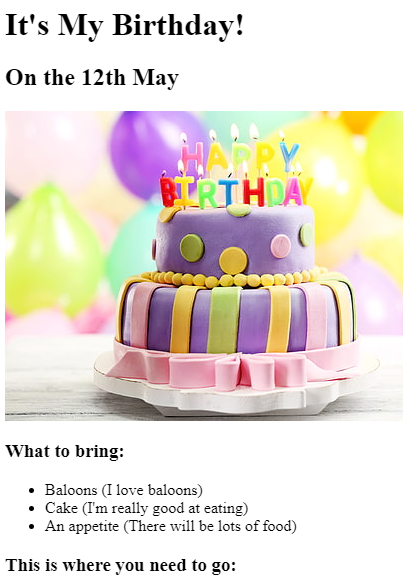 It's My Birthday!
On the 12th May
HAPPY
BIRTHDAY
What to bring:
Baloons (I love baloons)
Cake (I'm really good at eating)
An appetite (There will be lots of food)
This is where you need to go: